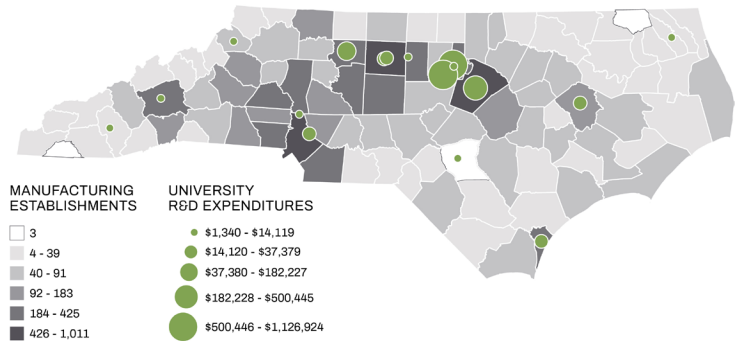 MANUFACTURING
ESTABLISHMENTS
3
4 - 39
40 - 91
92 - 183
184 - 425
426 - 1,011
UNIVERSITY
R&D EXPENDITURES
$1,340 - $14,119
$14,120 - $37,379
$37,380 - $182,227
$182,228 - $500,445
$500,446 - $1,126,924